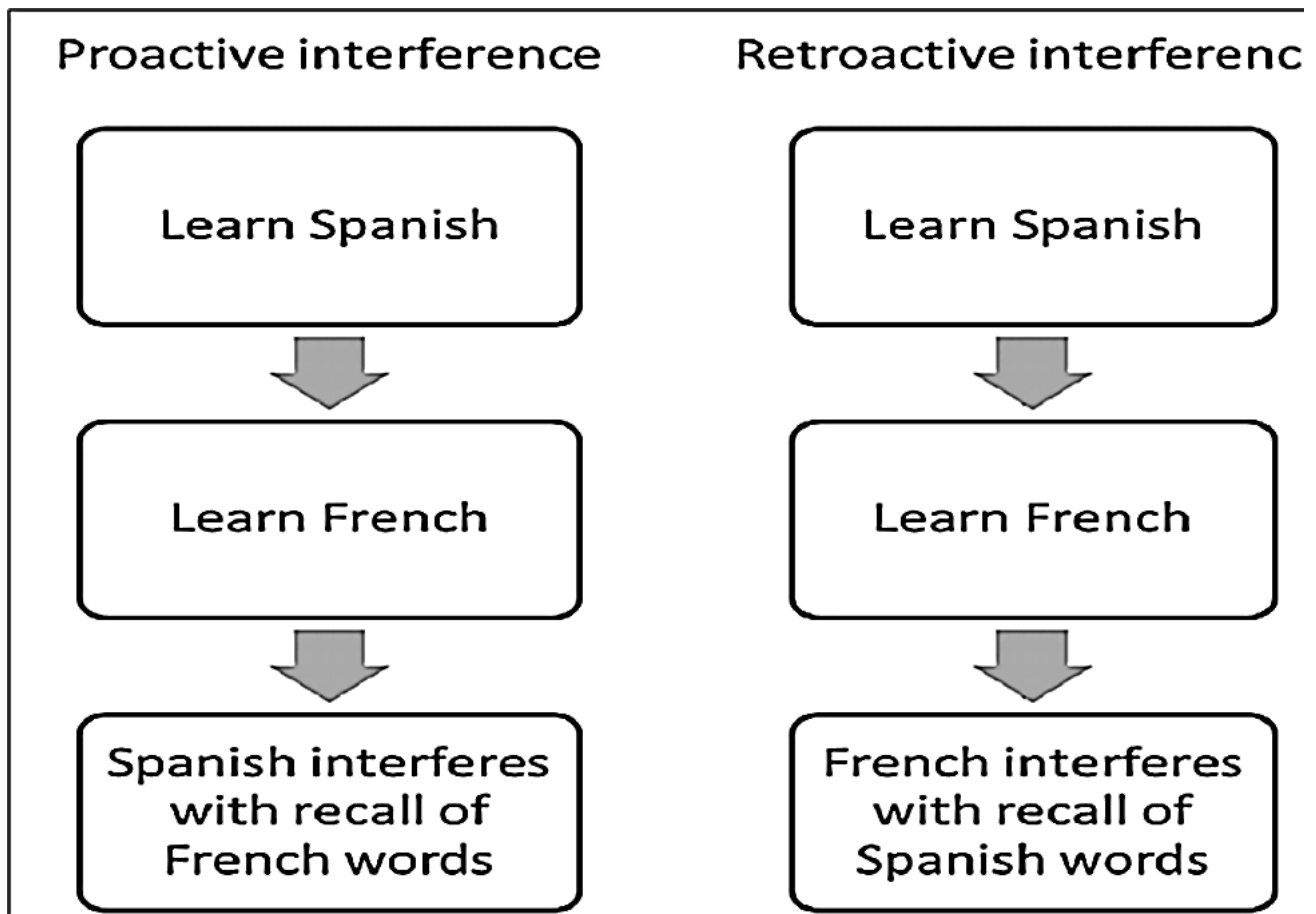 Proactive interference
Learn Spanish
Learn French
Spanish interferes
with recall of
French words
Retroactive interferenc
Learn Spanish
Learn French
French interferes
with recall of
Spanish words